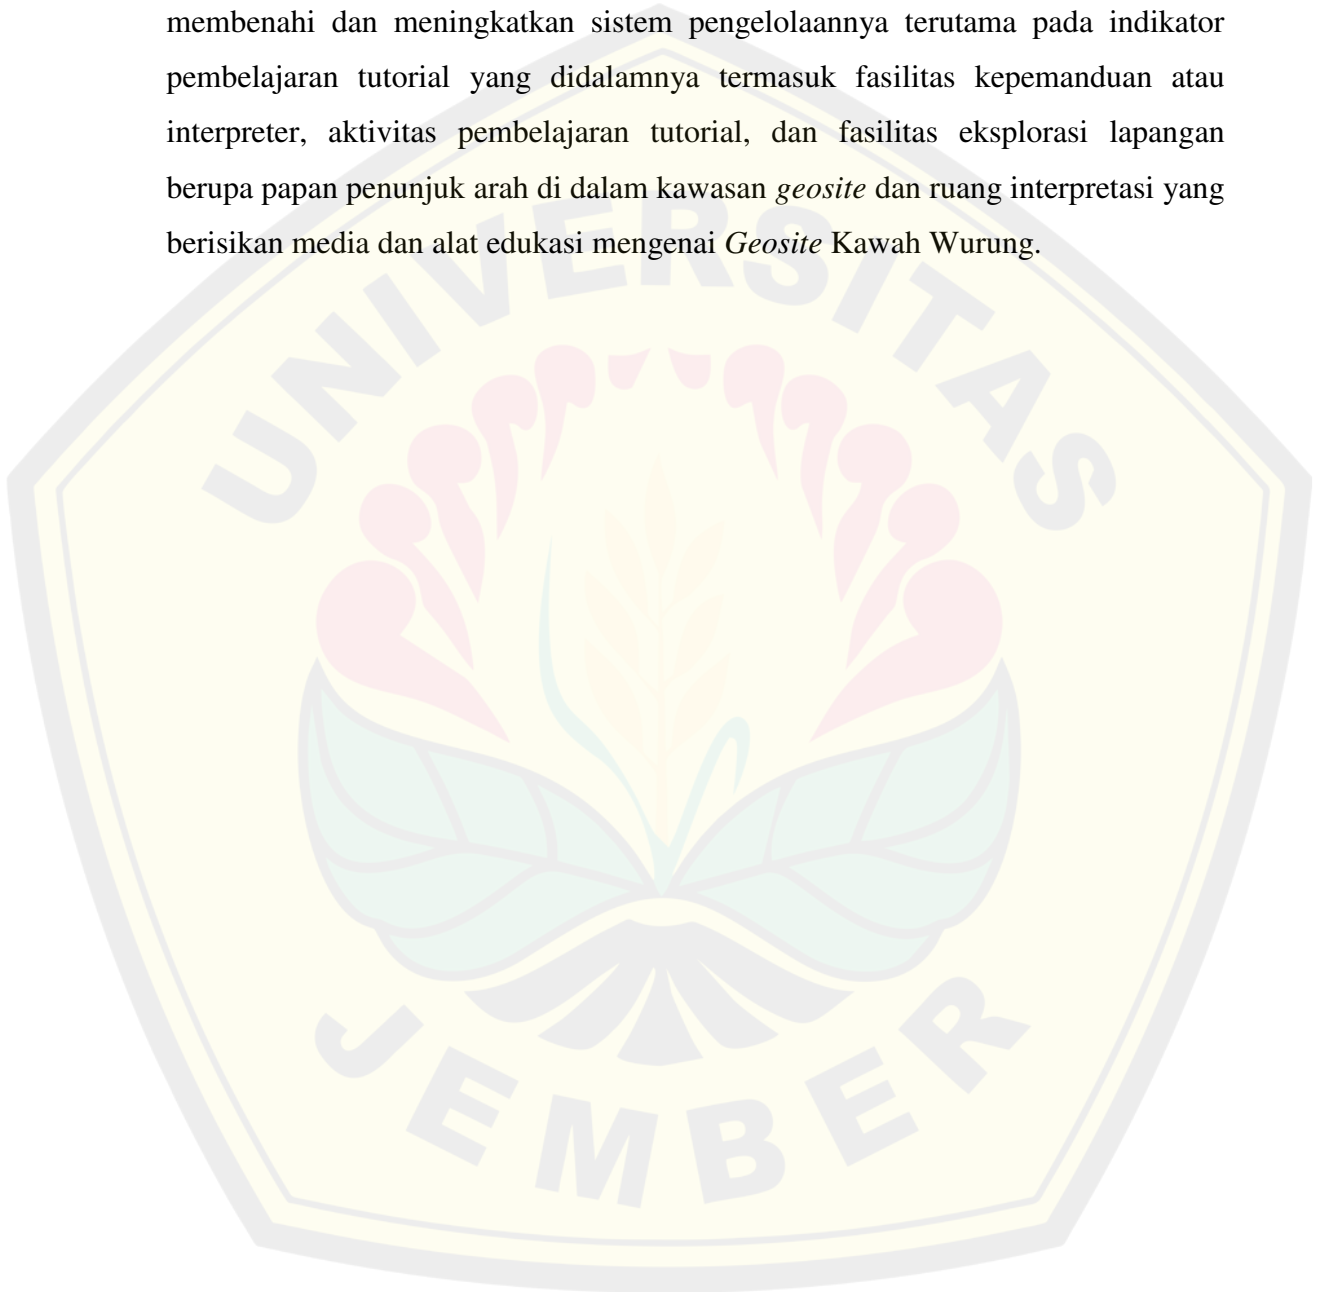 membenahi dan meningkatkan sistem pengelolaannya terutama pada indikator
pembelajaran tutorial yang didalamnya termasuk fasilitas kepemanduan atau
interpreter, aktivitas pembelajaran tutorial, dan fasilitas eksplorasi lapangan
berupa papan penunjuk arah di dalam kawasan geosite dan ruang interpretasi yang
berisikan media dan alat edukasi mengenai Geosite Kawah Wurung.
UNIVERSITAS
JEMBER